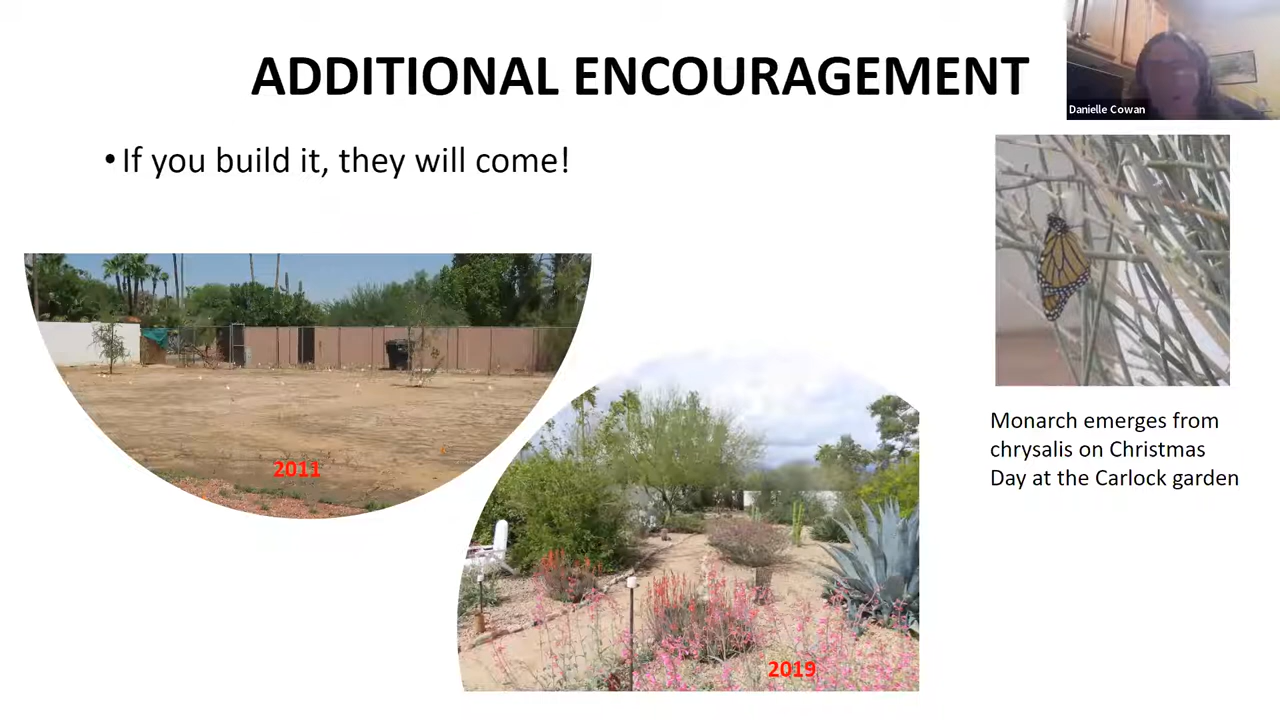 ADDITIONAL ENCOURAGEMENT
Danielle Cowan
• If you build it, they will come!
2011
2019
Monarch emerges from
chrysalis on Christmas
Day at the Carlock garden